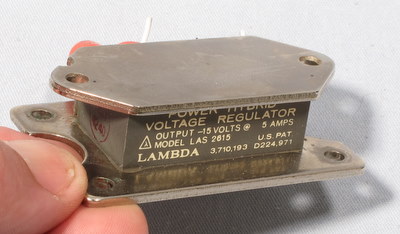 POWER HYBRID
VOLTAGE REGULATOR
OUTPUT -15 VOLTS @ 5 AMPS
MODEL LAS 2615 U.S. PAT.
LAMBDA 3,710,193 D224,971